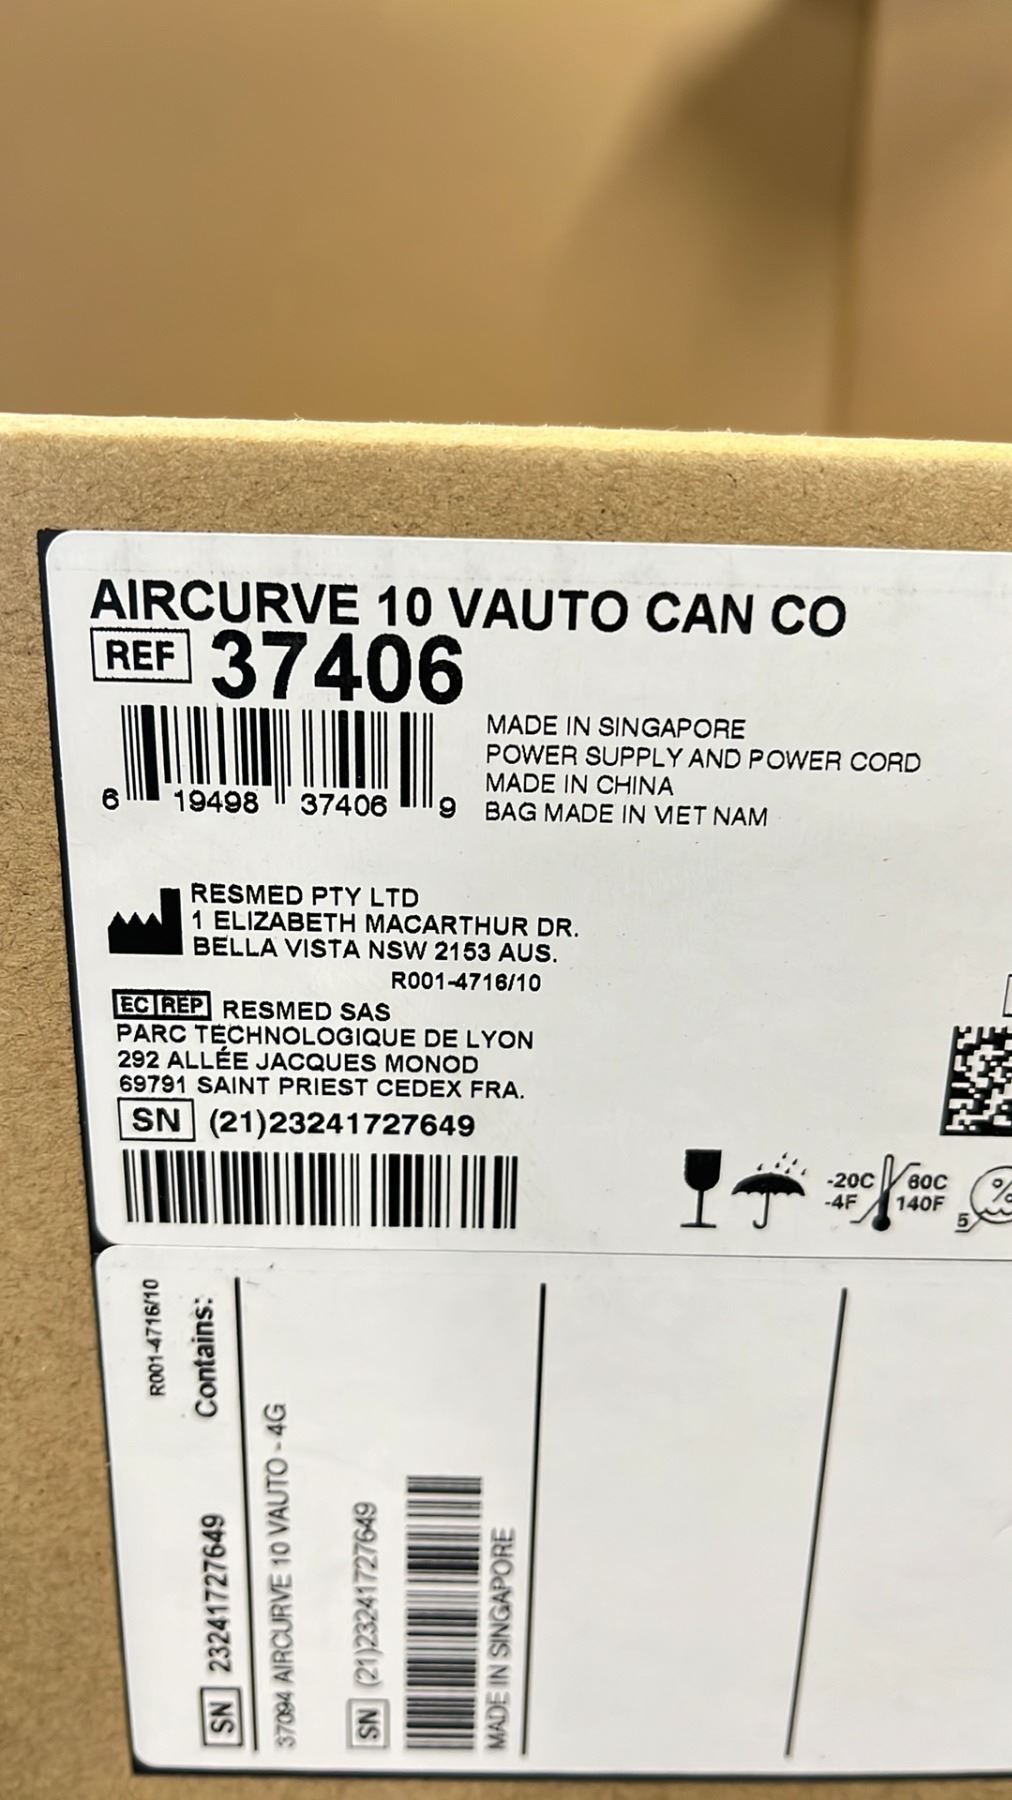 AIRCURVE 10 VAUTO CAN CO
REF 37406
6 19498 37406 9
MADE IN SINGAPORE
POWER SUPPLY AND POWER CORD
MADE IN CHINA
BAG MADE IN VIET NAM
RESMED PTY LTD
1 ELIZABETH MACARTHUR DR.
BELLA VISTA NSW 2153 AUS.
R001-4716/10
EC REP RESMED SAS
PARC TECHNOLOGIQUE DE LYON
292 ALLÉE JACQUES MONOD
69791 SAINT PRIEST CEDEX FRA.
SN (21)23241727649
-20C 60C
-4F 140F
5 %
R001-4716/10
Contains:
SN 23241727649
37094 AIRCURVE 10 VAUTO - 4G
SN (21)23241727649
MADE IN SINGAPORE